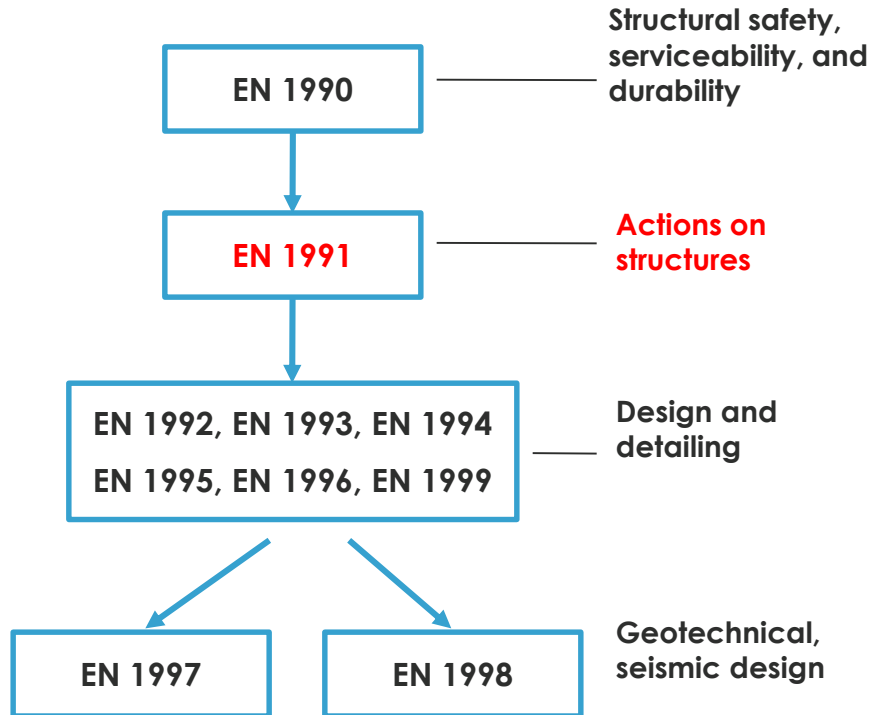 EN 1990
Structural safety,
serviceability, and
durability
EN 1991
Actions on
structures
EN 1992, EN 1993, EN 1994
EN 1995, EN 1996, EN 1999
Design and
detailing
EN 1997
EN 1998
Geotechnical,
seismic design